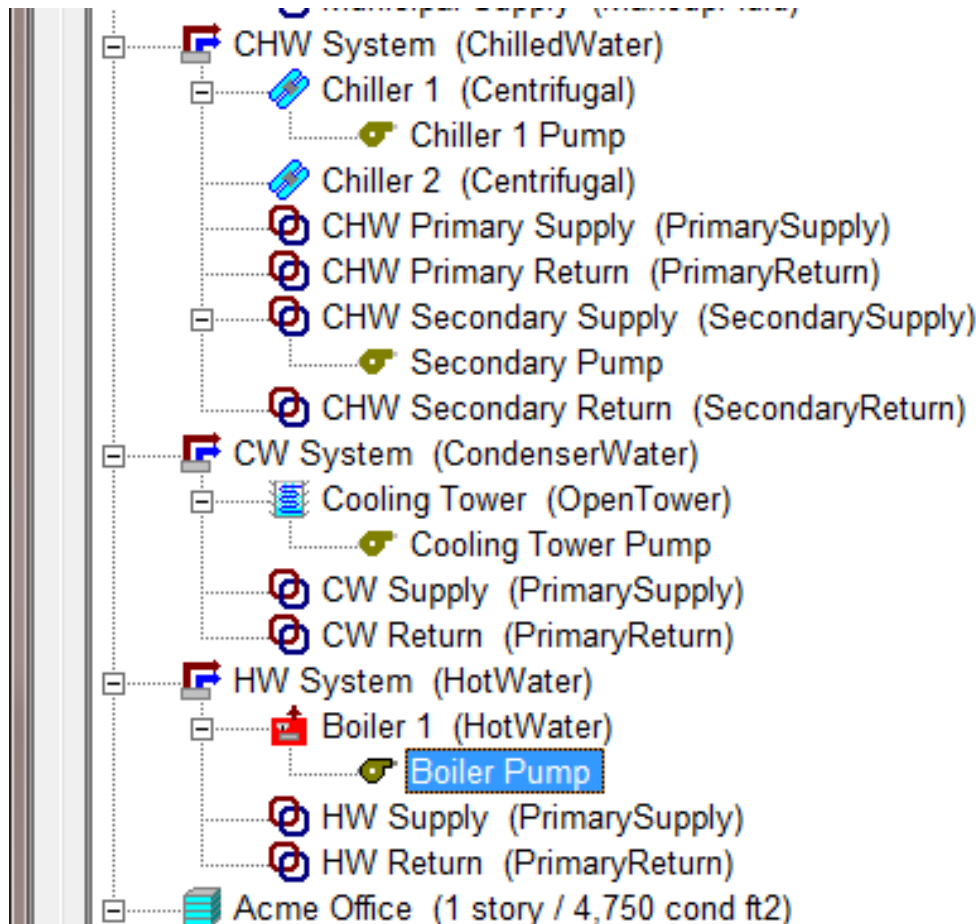 Municipal Supply (MakeupFluid)
CHW System (ChilledWater)
Chiller 1 (Centrifugal)
Chiller 1 Pump
Chiller 2 (Centrifugal)
CHW Primary Supply (PrimarySupply)
CHW Primary Return (PrimaryReturn)
CHW Secondary Supply (SecondarySupply)
Secondary Pump
CHW Secondary Return (SecondaryReturn)
CW System (CondenserWater)
Cooling Tower (OpenTower)
Cooling Tower Pump
CW Supply (PrimarySupply)
CW Return (PrimaryReturn)
HW System (HotWater)
Boiler 1 (HotWater)
Boiler Pump
HW Supply (PrimarySupply)
HW Return (PrimaryReturn)
Acme Office (1 story / 4,750 cond ft2)